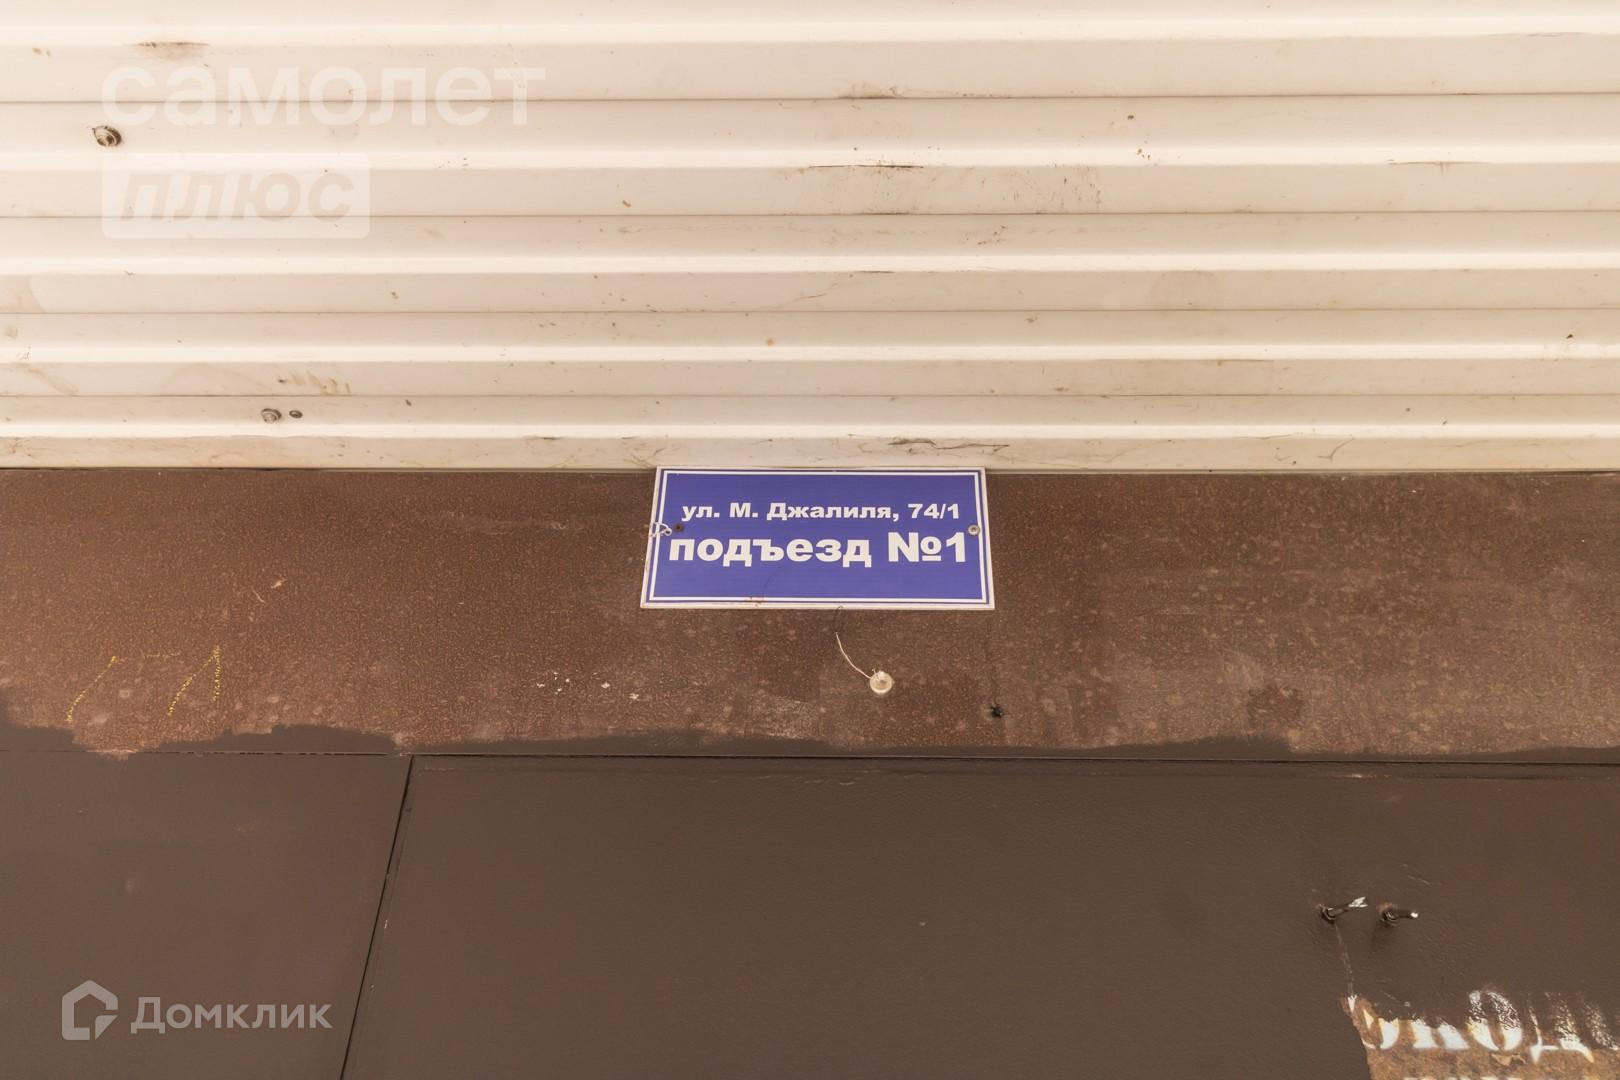 самолет
плюс
ул. М. Джалиля, 74/1
подъезд №1
Домклик